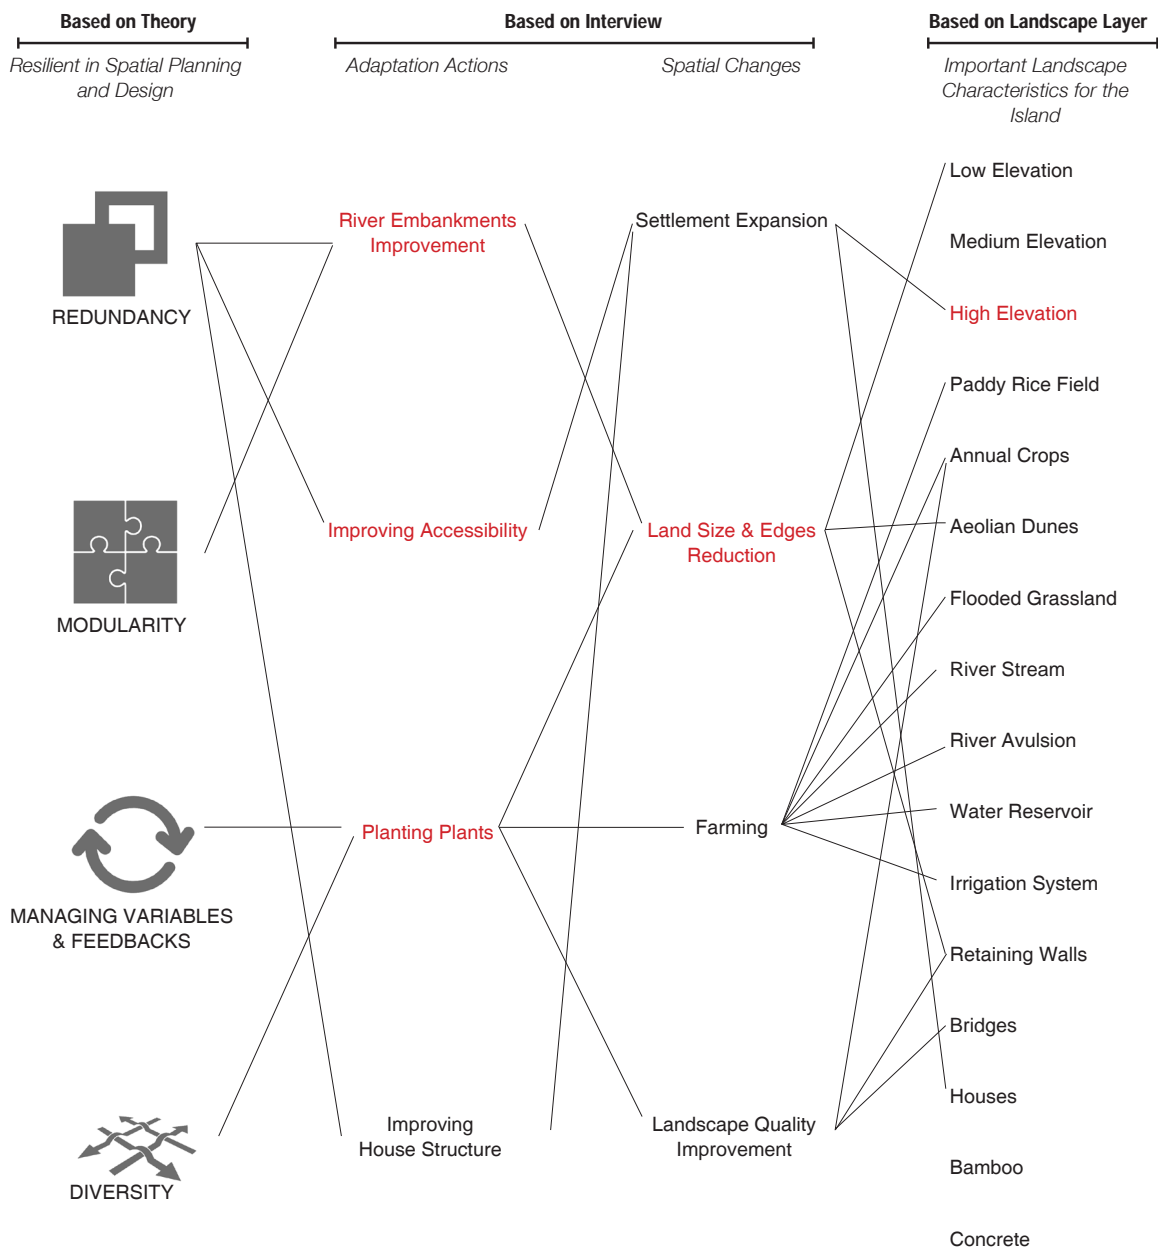 Based on Theory
Based on Interview
Based on Landscape Layer
Resilient in Spatial Planning
and Design
Adaptation Actions
Spatial Changes
Important Landscape
Characteristics for the
Island
REDUNDANCY
MODULARITY
MANAGING VARIABLES
& FEEDBACKS
DIVERSITY
River Embankments
Improvement
Improving Accessibility
Planting Plants
Improving
House Structure
Settlement Expansion
Land Size & Edges
Reduction
Farming
Landscape Quality
Improvement
Low Elevation
Medium Elevation
High Elevation
Paddy Rice Field
Annual Crops
Aeolian Dunes
Flooded Grassland
River Stream
River Avulsion
Water Reservoir
Irrigation System
Retaining Walls
Bridges
Houses
Bamboo
Concrete